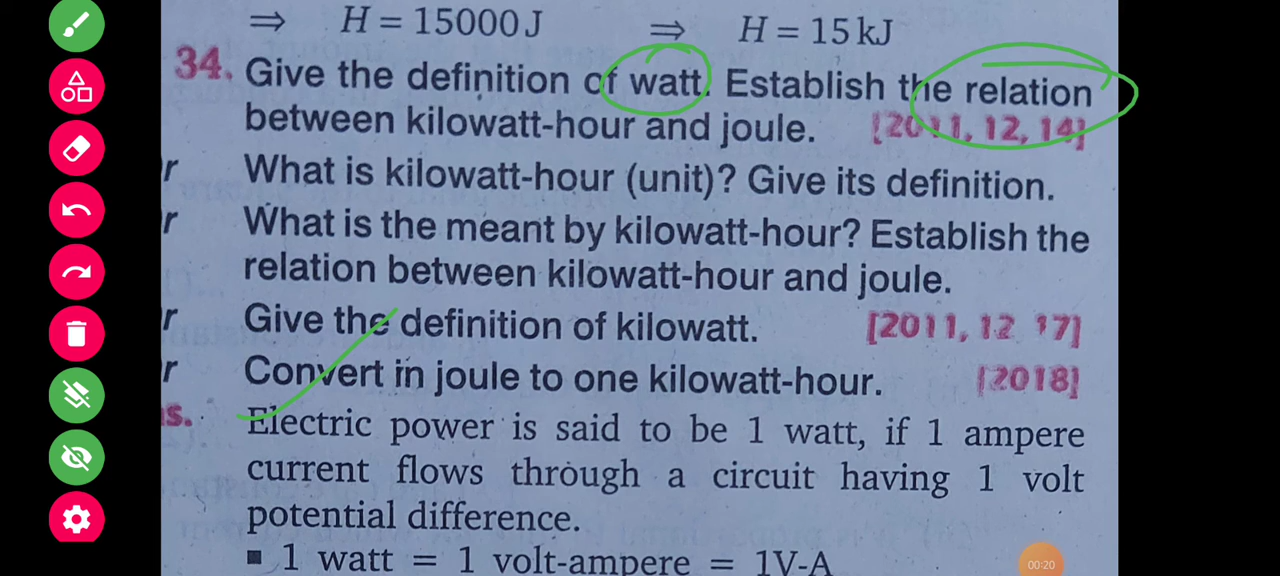 ⇒ H = 15000 J ⇒ H = 15 kJ
34. Give the definition of watt. Establish the relation
between kilowatt-hour and joule. [2011, 12, 14]
r What is kilowatt-hour (unit)? Give its definition.
r What is the meant by kilowatt-hour? Establish the
relation between kilowatt-hour and joule.
r Give the definition of kilowatt. [2011, 12 17]
r Convert in joule to one kilowatt-hour. [2018]
s. Electric power is said to be 1 watt, if 1 ampere
current flows through a circuit having 1 volt
potential difference.
▪ 1 watt = 1 volt-ampere = 1V-A
00:20